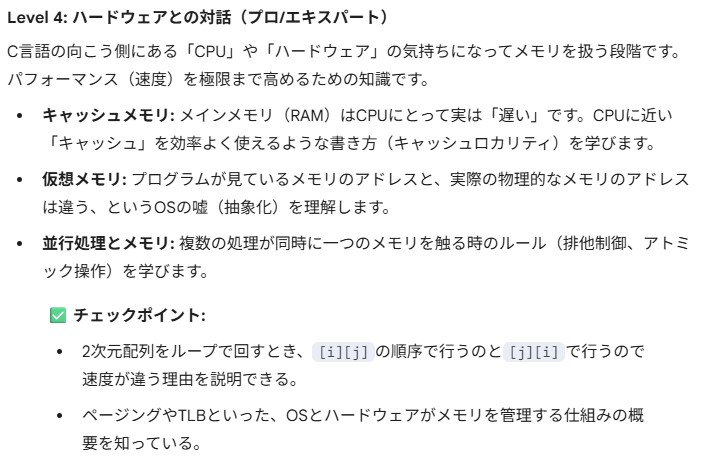 Level 4: ハードウェアとの対話（プロ/エキスパート）
C言語の向こう側にある「CPU」や「ハードウェア」の気持ちになってメモリを扱う段階です。
パフォーマンス（速度）を極限まで高めるための知識です。
• キャッシュメモリ: メインメモリ（RAM）はCPUにとって実は「遅い」です。CPUに近い
「キャッシュ」を効率よく使えるような書き方（キャッシュロカリティ）を学びます。
• 仮想メモリ: プログラムが見ているメモリのアドレスと、実際の物理的なメモリのアドレス
は違う、というOSの嘘（抽象化）を理解します。
• 並行処理とメモリ: 複数の処理が同時に一つのメモリを触る時のルール（排他制御、アトミ
ック操作）を学びます。
✅ チェックポイント:
• 2次元配列をループで回すとき、 [i][j] の順序で行うのと [j][i] で行うので
速度が違う理由を説明できる。
• ページングやTLBといった、OSとハードウェアがメモリを管理する仕組みの概
要を知っている。